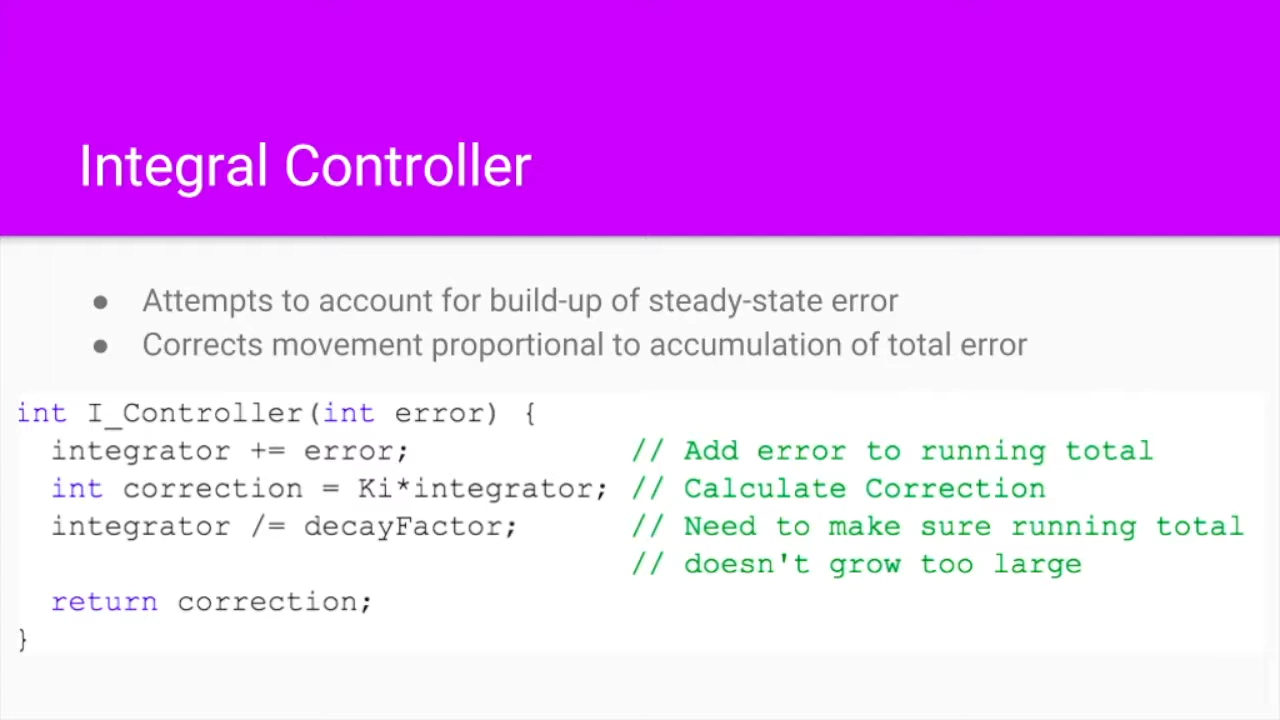 Integral Controller
● Attempts to account for build-up of steady-state error
● Corrects movement proportional to accumulation of total error
int I_Controller(int error) {
  integrator += error;             // Add error to running total
  int correction = Ki*integrator; // Calculate Correction
  integrator /= decayFactor;       // Need to make sure running total
                                   // doesn't grow too large
  return correction;
}